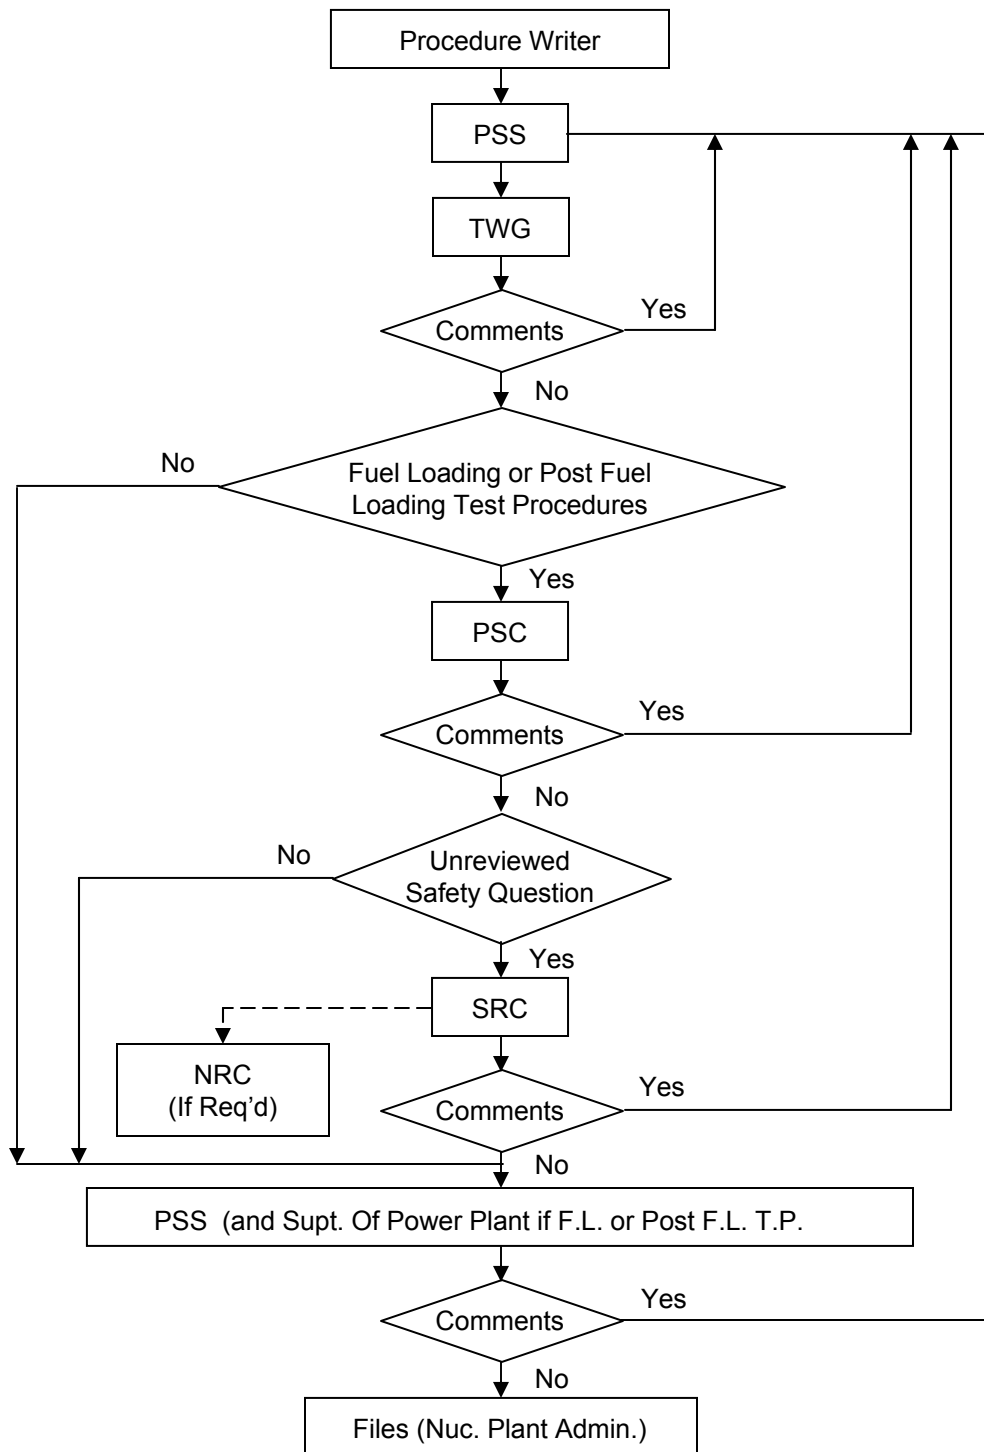 Procedure Writer
PSS
TWG
Comments
Yes
No
No
Fuel Loading or Post Fuel
Loading Test Procedures
Yes
PSC
Comments
Yes
No
No
Unreviewed
Safety Question
Yes
SRC
NRC
(If Req’d)
Comments
Yes
No
PSS  (and Supt. Of Power Plant if F.L. or Post F.L. T.P.
Comments
Yes
No
Files (Nuc. Plant Admin.)